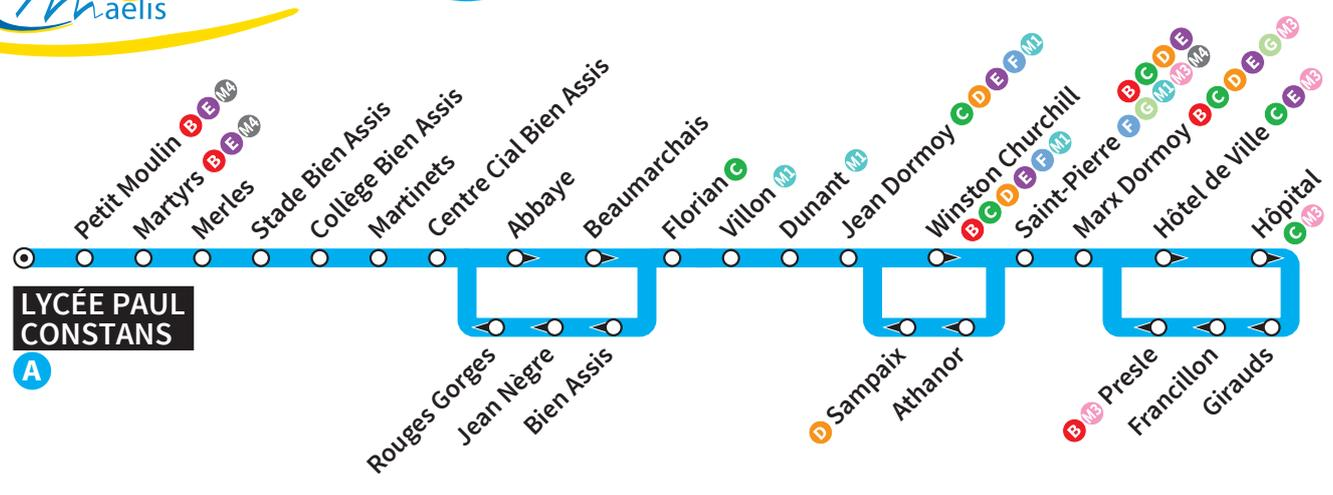 Maelis
Petit Moulin B E M4
Martyrs B E M4
Merles
Stade Bien Assis
Collège Bien Assis
Martinets
Centre Cial Bien Assis
Abbaye
Beaumarchais
Florian C
Villon M1
Dunant M1
Jean Dormoy C D E F M1
Winston Churchill
B C D E F M1
B C D E
Saint-Pierre F G M1 M3 M4
Marx Dormoy B C D E G M3
Hôtel de Ville C E M3
Hôpital
C M3
LYCÉE PAUL
CONSTANS
A
Rouges Gorges
Jean Nègre
Bien Assis
D Sampaix
Athanor
B M3 Presle
Francillon
Girauds